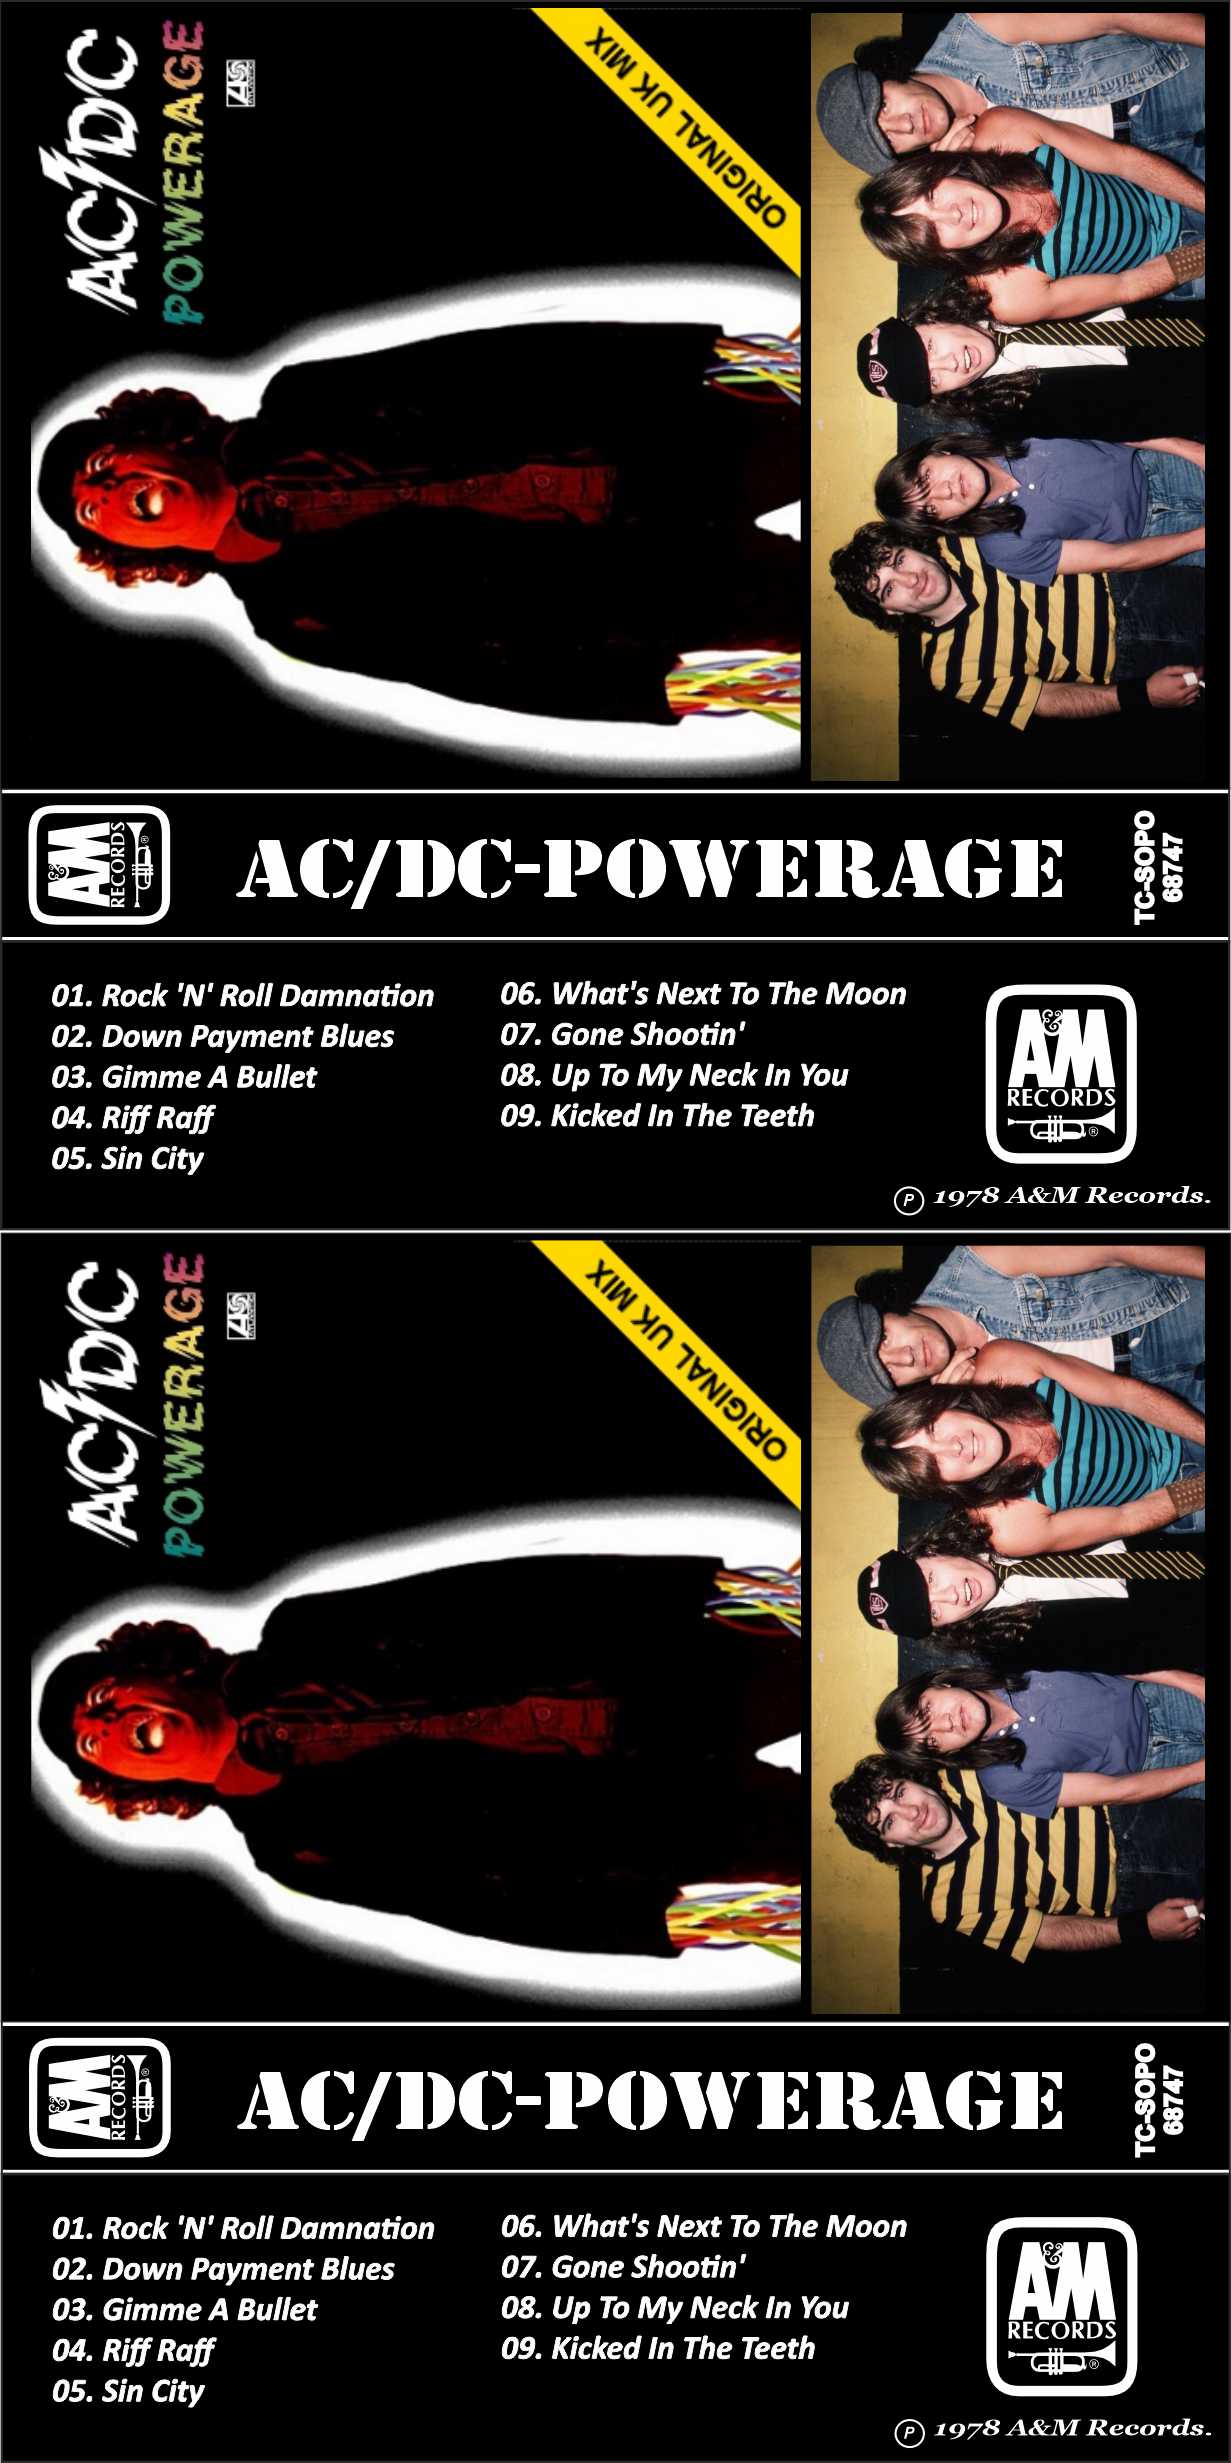 AC/DC
POWERAGE
ATLANTIC
ORIGINAL UK MIX
A&M
RECORDS
®
AC/DC-POWERAGE
TC-SOPO
68747
01. Rock 'N' Roll Damnation
02. Down Payment Blues
03. Gimme A Bullet
04. Riff Raff
05. Sin City
06. What's Next To The Moon
07. Gone Shootin'
08. Up To My Neck In You
09. Kicked In The Teeth
A&M
RECORDS
®
Ⓟ 1978 A&M Records.
AC/DC
POWERAGE
ATLANTIC
ORIGINAL UK MIX
A&M
RECORDS
®
AC/DC-POWERAGE
TC-SOPO
68747
01. Rock 'N' Roll Damnation
02. Down Payment Blues
03. Gimme A Bullet
04. Riff Raff
05. Sin City
06. What's Next To The Moon
07. Gone Shootin'
08. Up To My Neck In You
09. Kicked In The Teeth
A&M
RECORDS
®
Ⓟ 1978 A&M Records.